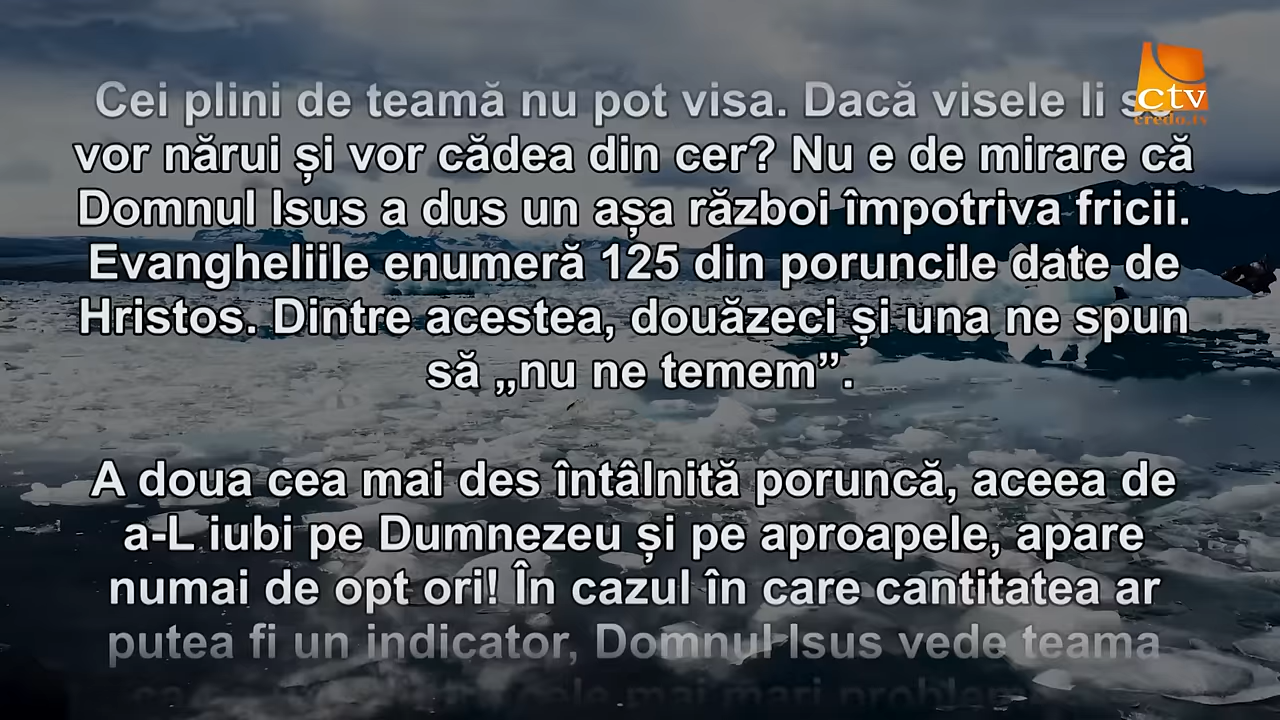 Cei plini de teamă nu pot visa. Dacă visele li
vor nărui și vor cădea din cer? Nu e de mirare că
Domnul Isus a dus un așa război împotriva fricii.
Evangheliile enumeră 125 din poruncile date de
Hristos. Dintre acestea, douăzeci și una ne spun
să „nu ne temem”.
A doua cea mai des întâlnită poruncă, aceea de
a-L iubi pe Dumnezeu și pe aproapele, apare
numai de opt ori! În cazul în care cantitatea ar
putea fi un indicator, Domnul Isus vede teama
mai mari
ctv
credo.tv